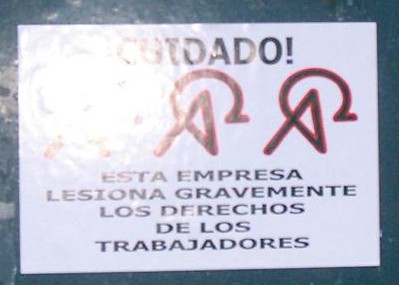 ¡CUIDADO!
ESTA EMPRESA
LESIONA GRAVEMENTE
LOS DERECHOS
DE LOS
TRABAJADORES